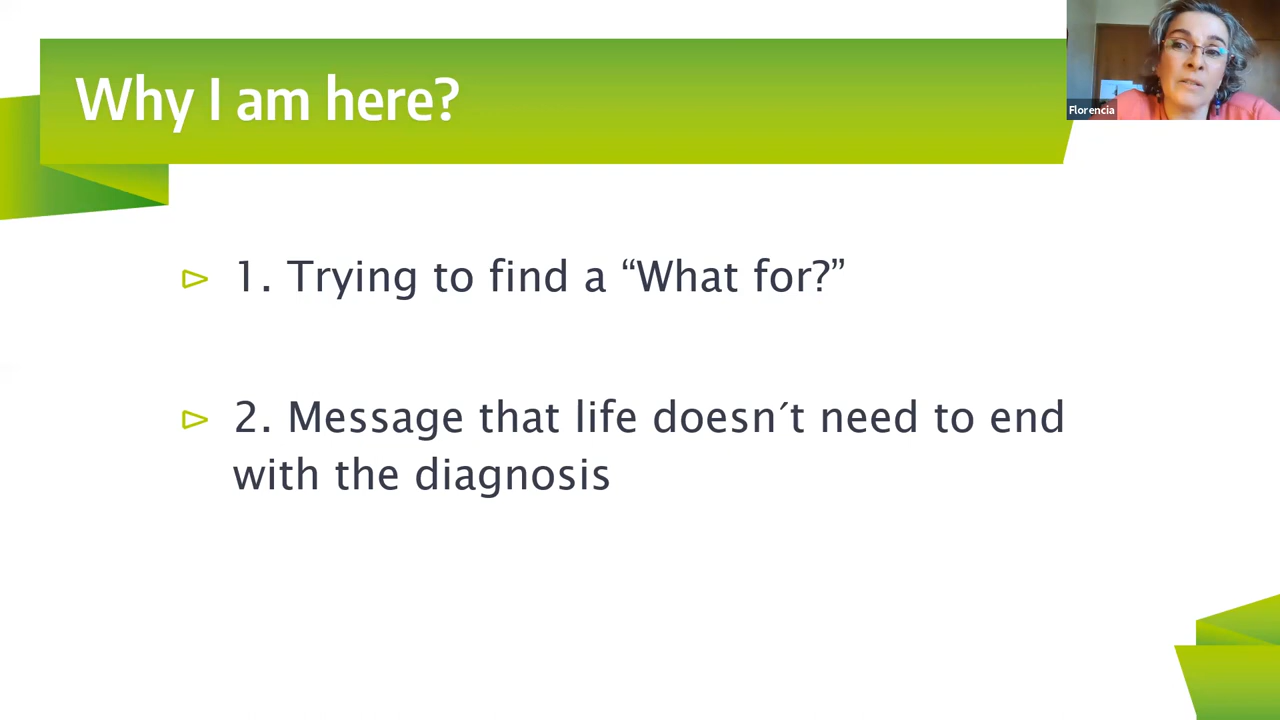 Why I am here?
Florencia
1. Trying to find a “What for?”
2. Message that life doesn´t need to end
with the diagnosis